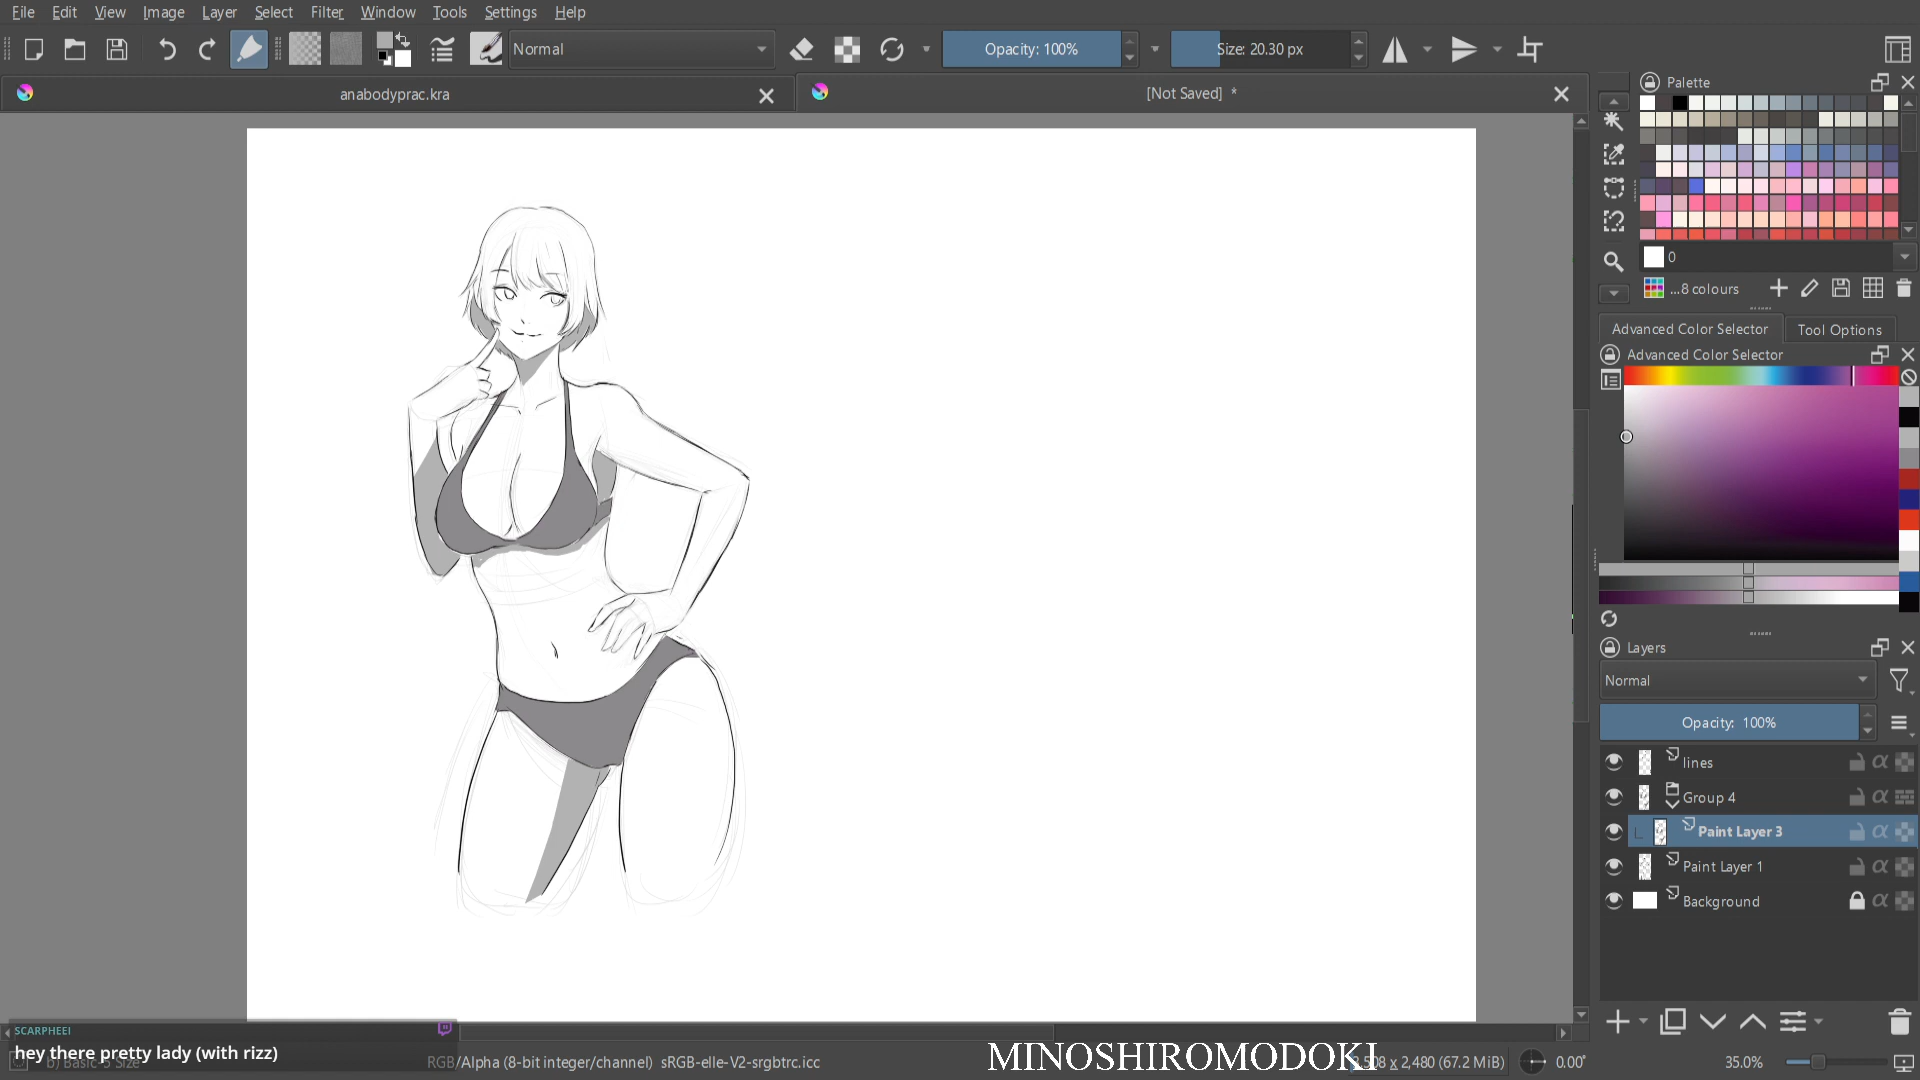 File Edit View Image Layer Select Filter Layer Window Tools Settings Help
Normal
Opacity: 100%
Size: 20.30 px
anabodyprac.kra
[Not Saved] *
Palette
0
...8 colours
Advanced Color Selector
Tool Options
Advanced Color Selector
Layers
Normal
Opacity: 100%
lines
Group 4
Paint Layer 3
Paint Layer 1
Background
SCARPHEEI
hey there pretty lady (with rizz)
b) Basic-5 Size
RGB/Alpha (8-bit integer/channel) sRGB-elle-V2-srgbtrc.icc
MINOSHIROMODOKI
x 2,480 (67.2 MiB)
0.00°
35.0%